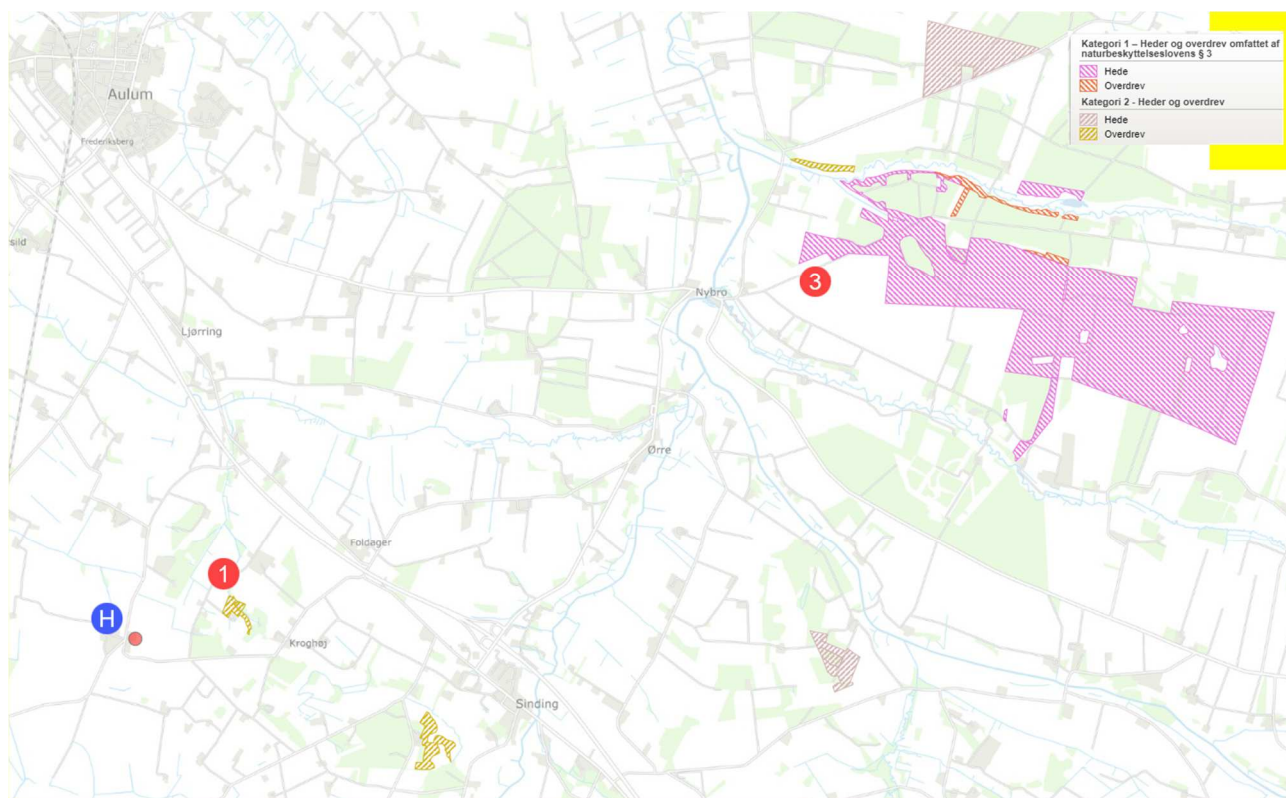 Kategori 1 – Heder og overdrev omfattet af
naturbeskyttelseslovens § 3
Hede
Overdrev
Kategori 2 - Heder og overdrev
Hede
Overdrev
Aulum
Frederiksberg
sild
3
Nybro
Ljørring
Ørre
Foldager
1
H
Kroghøj
Sinding